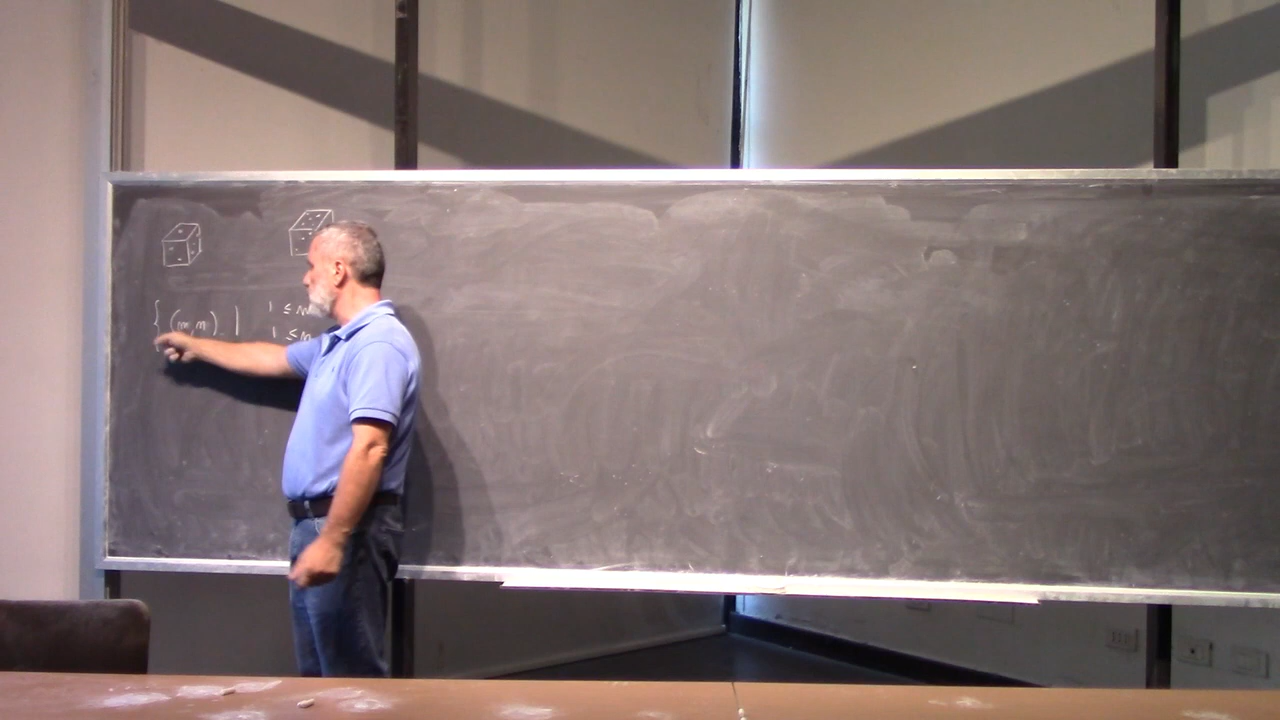 { (m,n) | 1 ≤ m
1 ≤ n